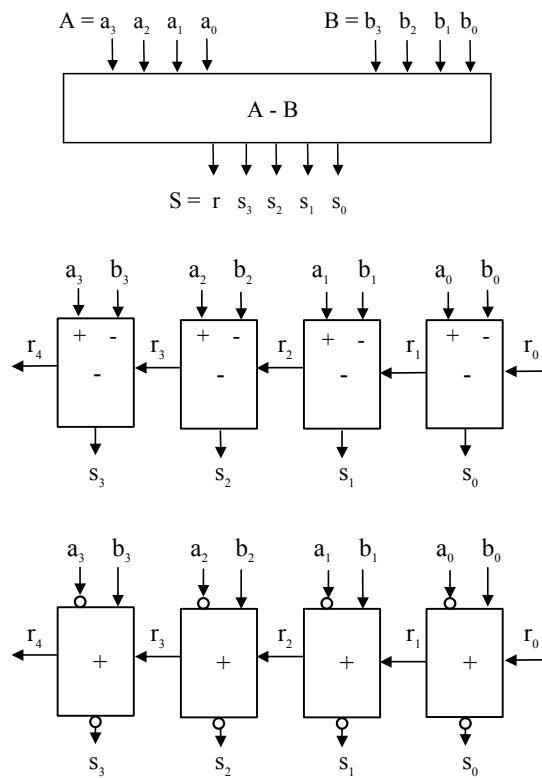 A = a₃ a₂ a₁ a₀ B = b₃ b₂ b₁ b₀
A - B
S = r s₃ s₂ s₁ s₀
a₃ b₃ a₂ b₂ a₁ b₁ a₀ b₀
+ - + - + - + -
r₄ r₃ r₂ r₁ r₀
- - - -
s₃ s₂ s₁ s₀
a₃ b₃ a₂ b₂ a₁ b₁ a₀ b₀
r₄ r₃ r₂ r₁ r₀
+ + + +
s₃ s₂ s₁ s₀